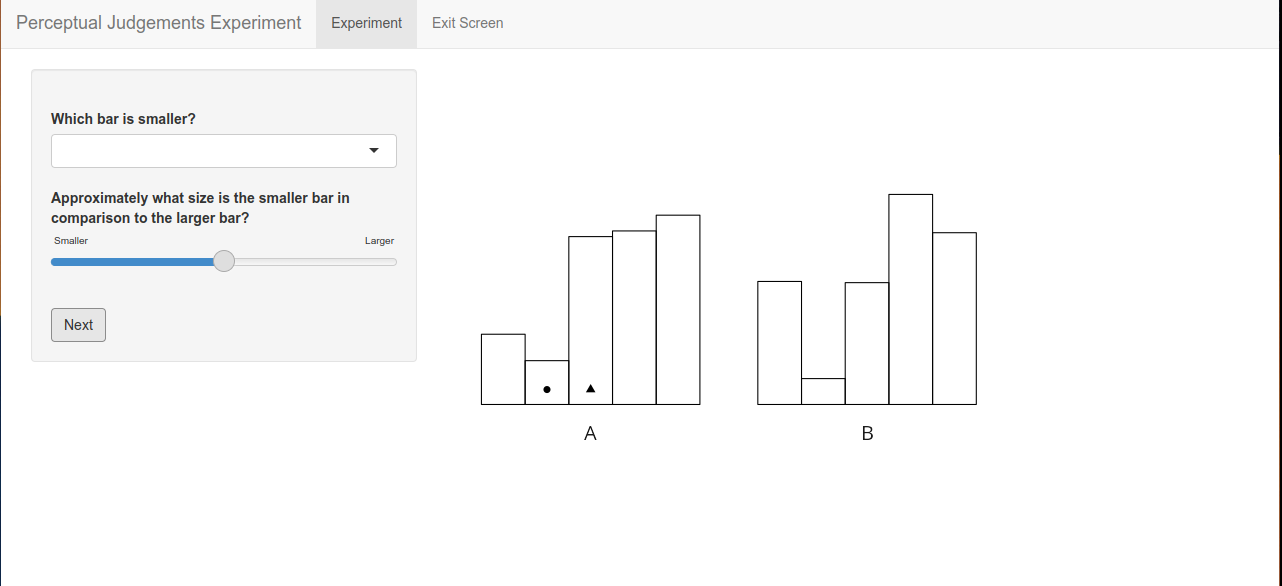 Perceptual Judgements Experiment Experiment Exit Screen
Which bar is smaller?
Approximately what size is the smaller bar in
comparison to the larger bar?
Smaller Larger
Next
A B